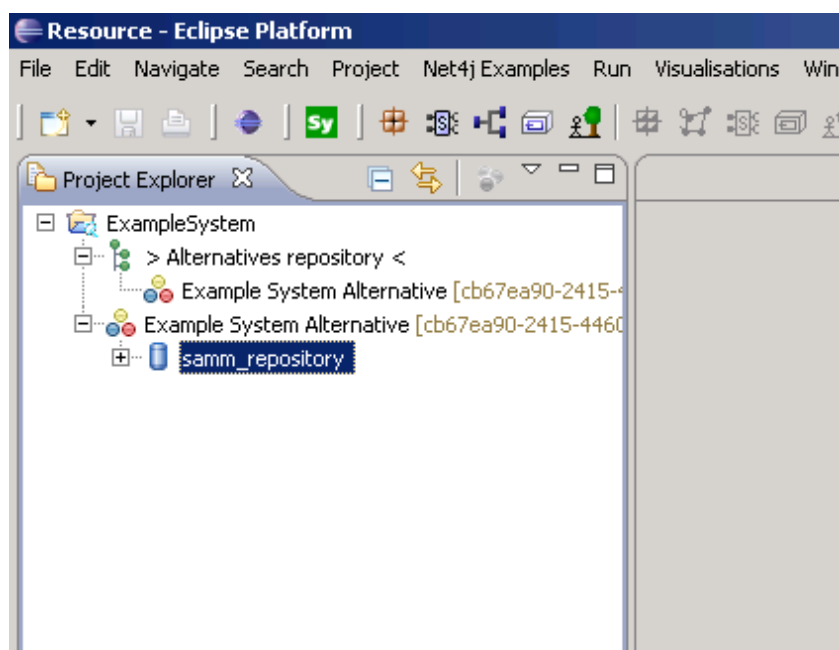 Resource - Eclipse Platform
File Edit Navigate Search Project Net4j Examples Run Visualisations Win
Sy
Project Explorer
ExampleSystem
> Alternatives repository <
Example System Alternative [cb67ea90-2415-
Example System Alternative [cb67ea90-2415-4460
samm_repository